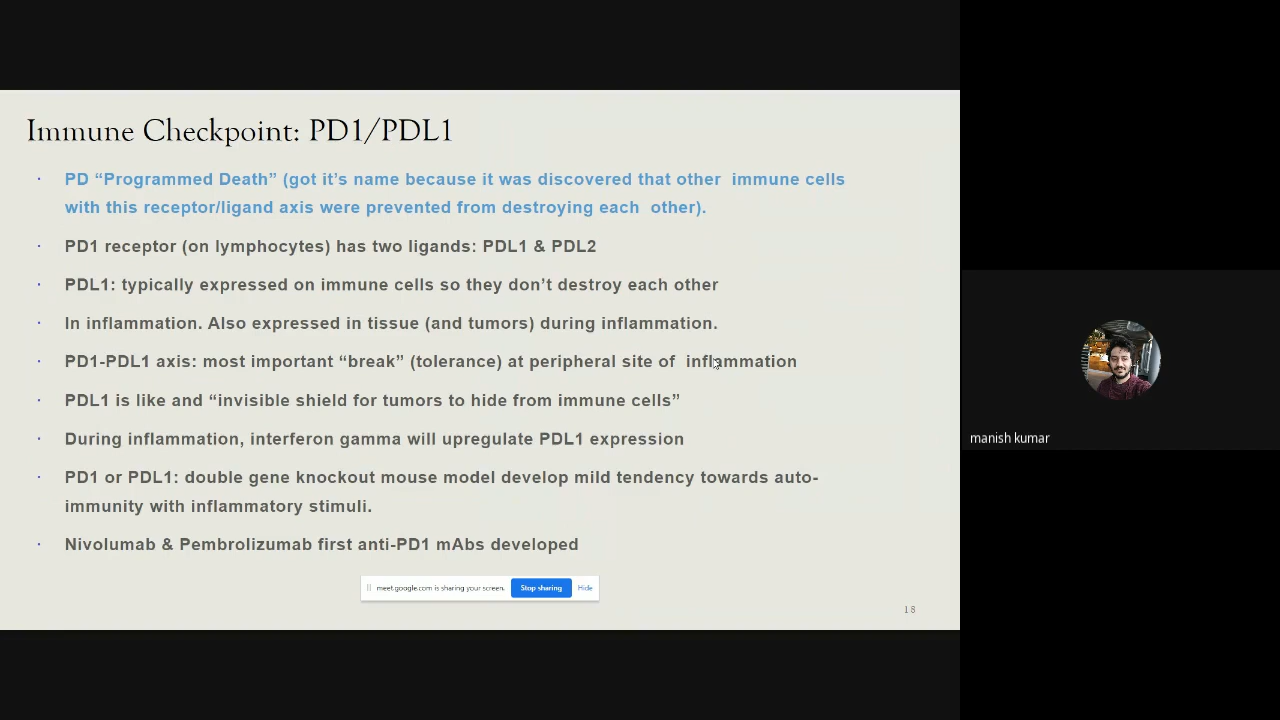 Immune Checkpoint: PD1/PDL1
· PD “Programmed Death” (got it’s name because it was discovered that other immune cells
with this receptor/ligand axis were prevented from destroying each other).
· PD1 receptor (on lymphocytes) has two ligands: PDL1 & PDL2
· PDL1: typically expressed on immune cells so they don’t destroy each other
· In inflammation. Also expressed in tissue (and tumors) during inflammation.
· PD1-PDL1 axis: most important “break” (tolerance) at peripheral site of inflammation
· PDL1 is like and “invisible shield for tumors to hide from immune cells”
· During inflammation, interferon gamma will upregulate PDL1 expression
· PD1 or PDL1: double gene knockout mouse model develop mild tendency towards auto-
immunity with inflammatory stimuli.
· Nivolumab & Pembrolizumab first anti-PD1 mAbs developed
meet.google.com is sharing your screen. Stop sharing Hide
18
manish kumar